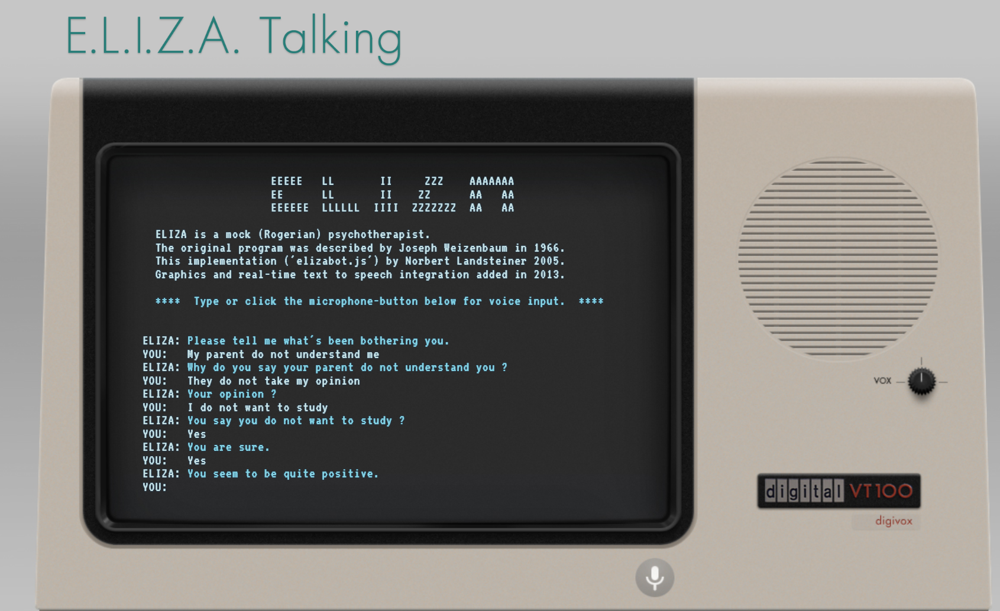 E.L.I.Z.A. Talking
EEEEE   LL       II     ZZZ    AAAAAAA
EE      LL       II    ZZ      AA   AA
EEEEEE  LLLLLL  IIII  ZZZZZZZ  AA   AA
ELIZA is a mock (Rogerian) psychotherapist.
The original program was described by Joseph Weizenbaum in 1966.
This implementation (´elizabot.js´) by Norbert Landsteiner 2005.
Graphics and real-time text to speech integration added in 2013.
****  Type or click the microphone-button below for voice input.  ****
ELIZA: Please tell me what´s been bothering you.
YOU:   My parent do not understand me
ELIZA: Why do you say your parent do not understand you ?
YOU:   They do not take my opinion
ELIZA: Your opinion ?
YOU:   I do not want to study
ELIZA: You say you do not want to study ?
YOU:   Yes
ELIZA: You are sure.
YOU:   Yes
ELIZA: You seem to be quite positive.
YOU:
VOX
digital VT100
digivox